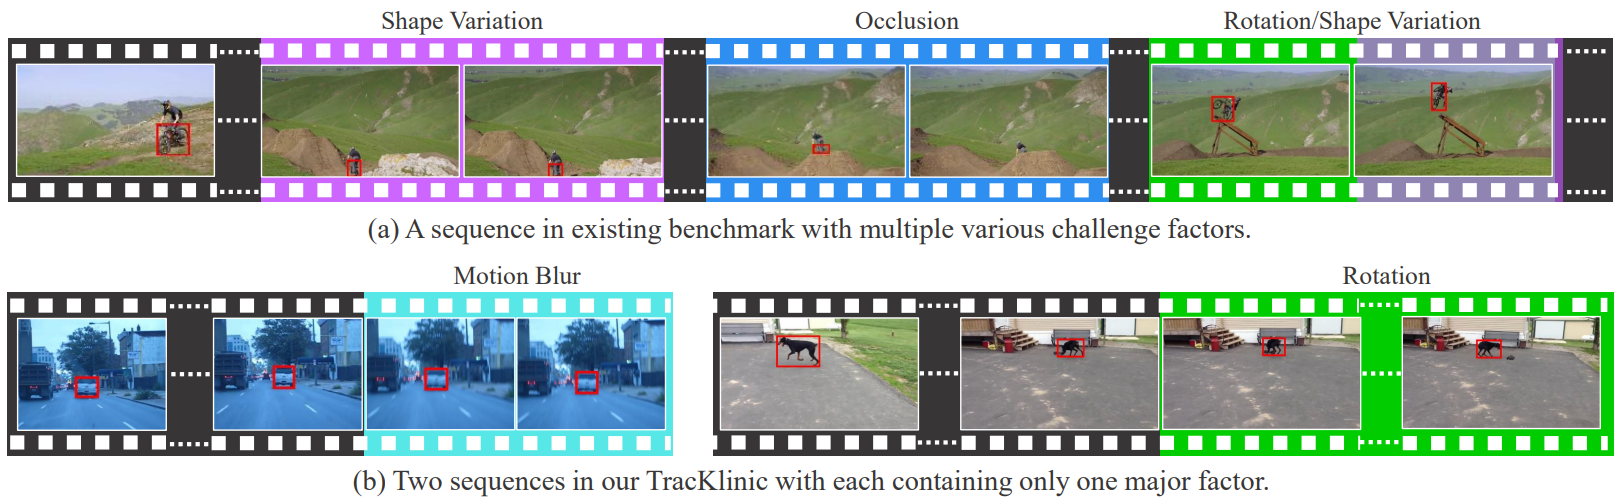 Shape Variation
Occlusion
Rotation/Shape Variation
(a) A sequence in existing benchmark with multiple various challenge factors.
Motion Blur
Rotation
(b) Two sequences in our TracKlinic with each containing only one major factor.